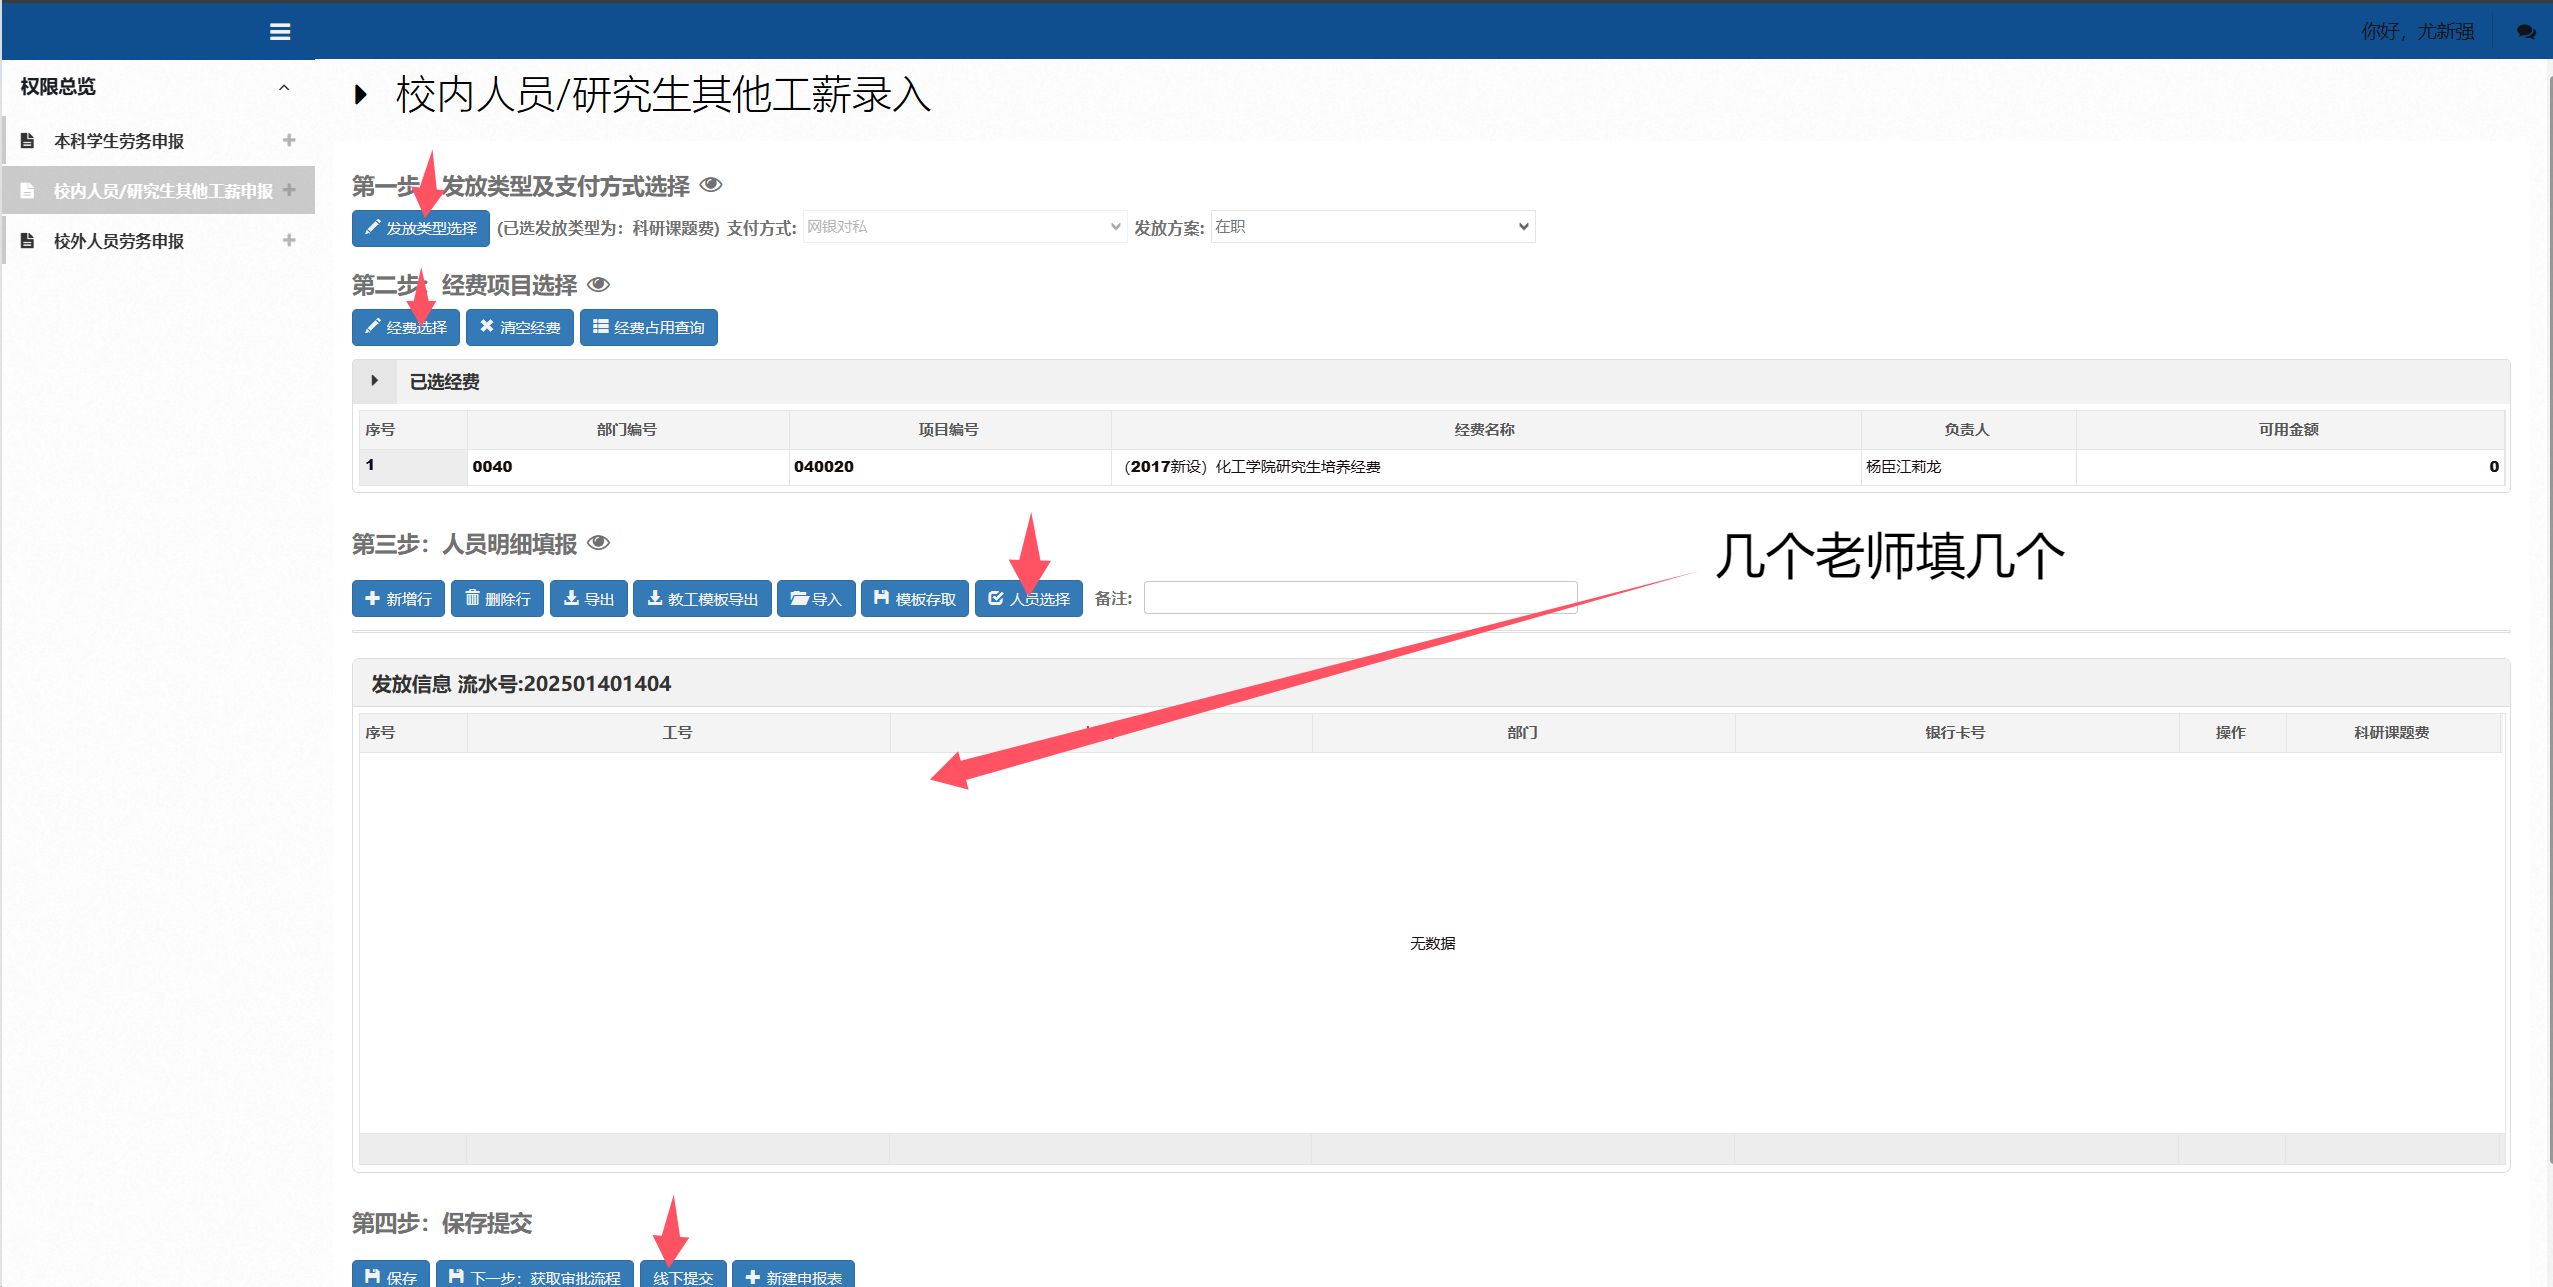 你好，尤新强
权限总览
本科学生劳务申报
校内人员/研究生其他工薪申报
校外人员劳务申报
校内人员/研究生其他工薪录入
第一步 发放类型及支付方式选择
发放类型选择 (已选发放类型为：科研课题费) 支付方式: 网银对私 发放方案: 在职
第二步： 经费项目选择
经费选择 清空经费 经费占用查询
已选经费
序号 部门编号 项目编号 经费名称 负责人 可用金额
1 0040 040020 （2017新设）化工学院研究生培养经费 杨臣江莉龙 0
第三步：人员明细填报
几个老师填几个
新增行 删除行 导出 教工模板导出 导入 模板存取 人员选择 备注:
发放信息 流水号:202501401404
序号 工号 部门 银行卡号 操作 科研课题费
无数据
第四步：保存提交
保存 下一步：获取审批流程 线下提交 新建申报表